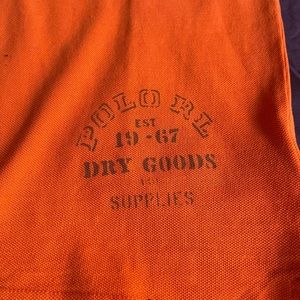 POLO RL
EST
19-67
DRY GOODS
SUPPLIES